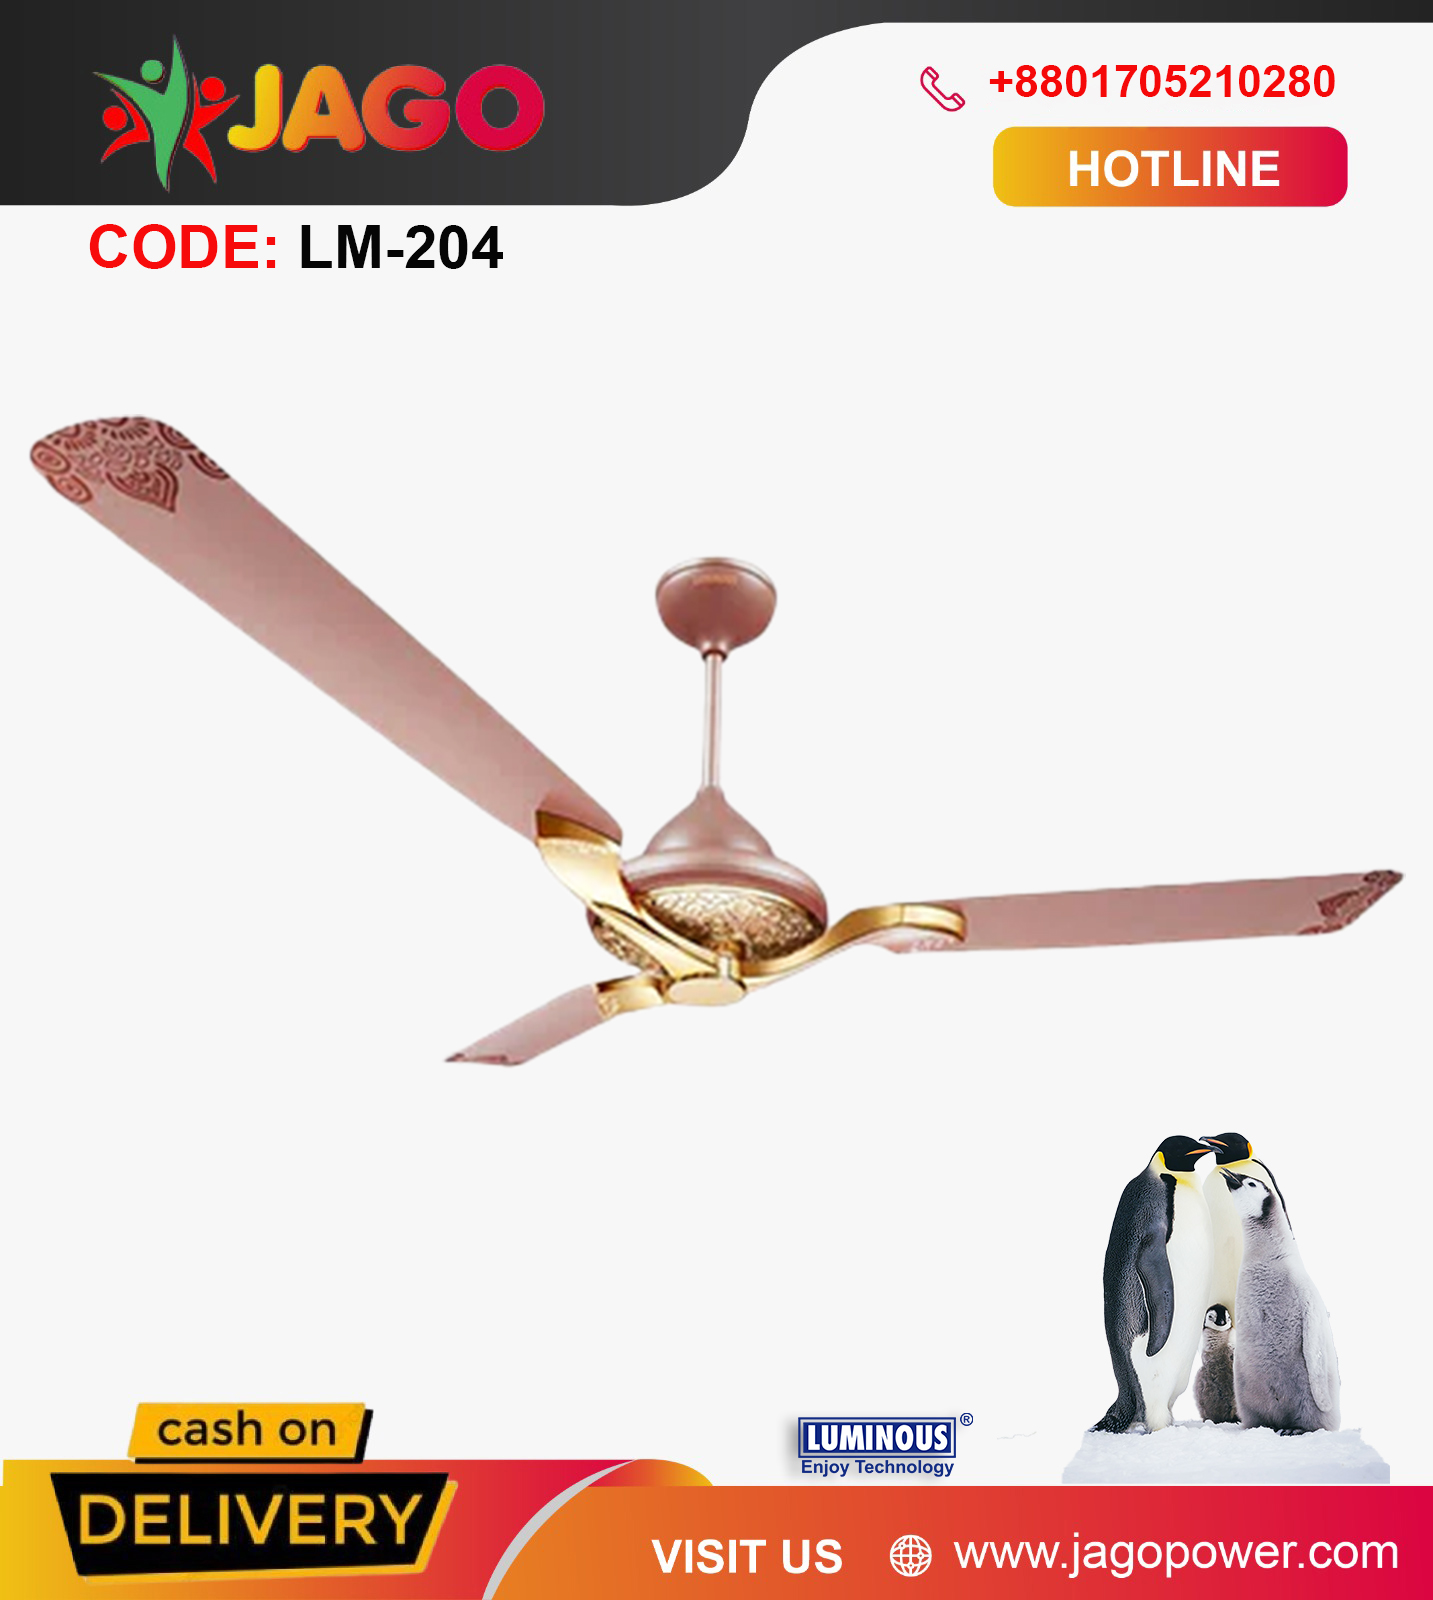 JAGO
+8801705210280
HOTLINE
CODE: LM-204
cash on
DELIVERY
LUMINOUS®
Enjoy Technology
VISIT US
www.jagopower.com